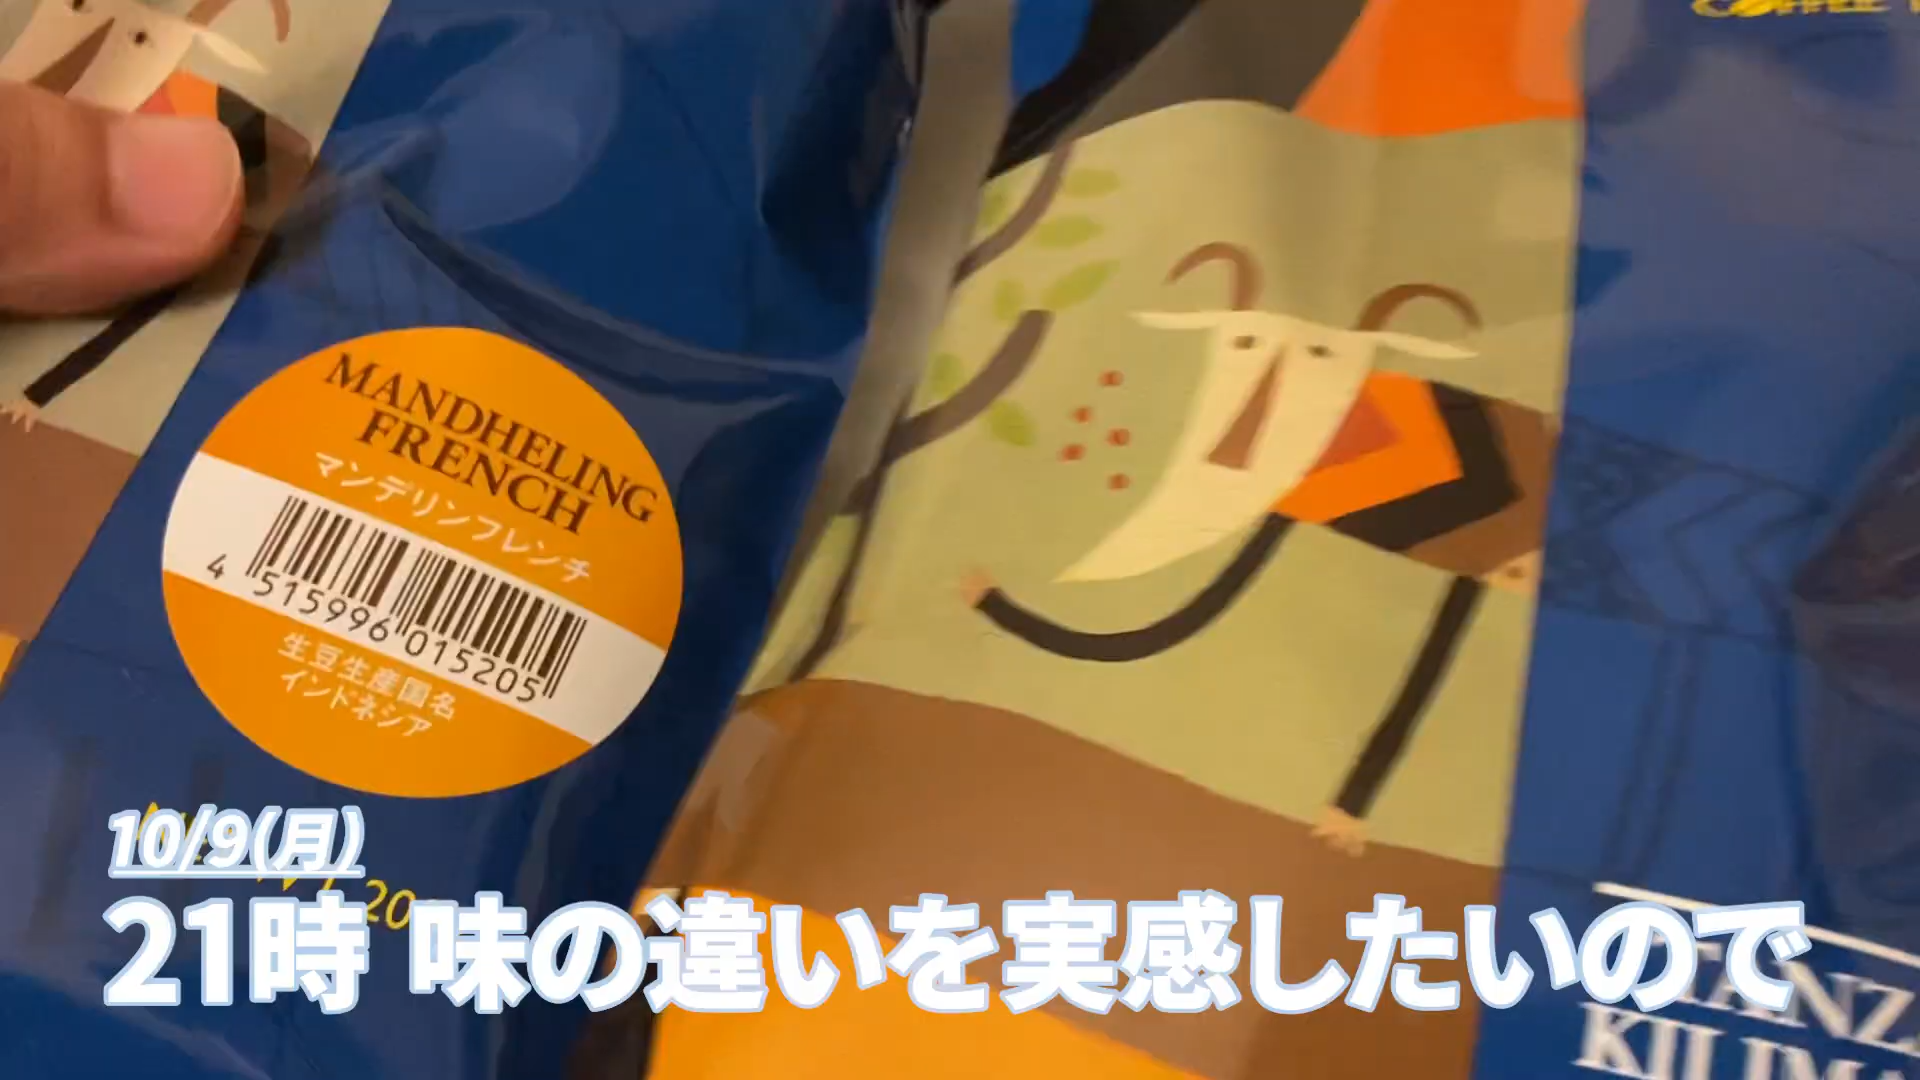 MANDHELING
FRENCH
マンデリンフレンチ
4 515996 015205
生豆生産国名
インドネシア
10/9(月)
21時 味の違いを実感したいので